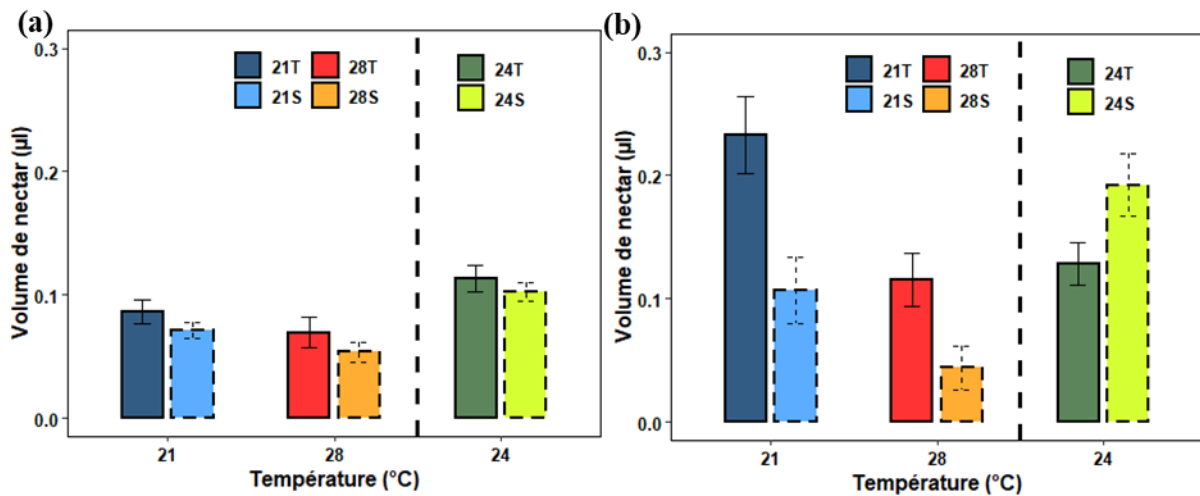 (a)
0.3
0.2
0.1
0.0
Volume de nectar (µl)
21T 28T 24T
21S 28S 24S
21 28 24
Température (°C)
(b)
0.3
0.2
0.1
0.0
Volume de nectar (µl)
21T 28T 24T
21S 28S 24S
21 28 24
Température (°C)